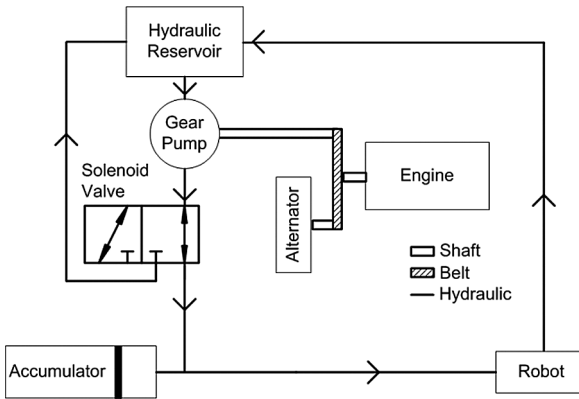 Hydraulic
Reservoir
Gear
Pump
Solenoid
Valve
Engine
Alternator
Shaft
Belt
Hydraulic
Accumulator
Robot